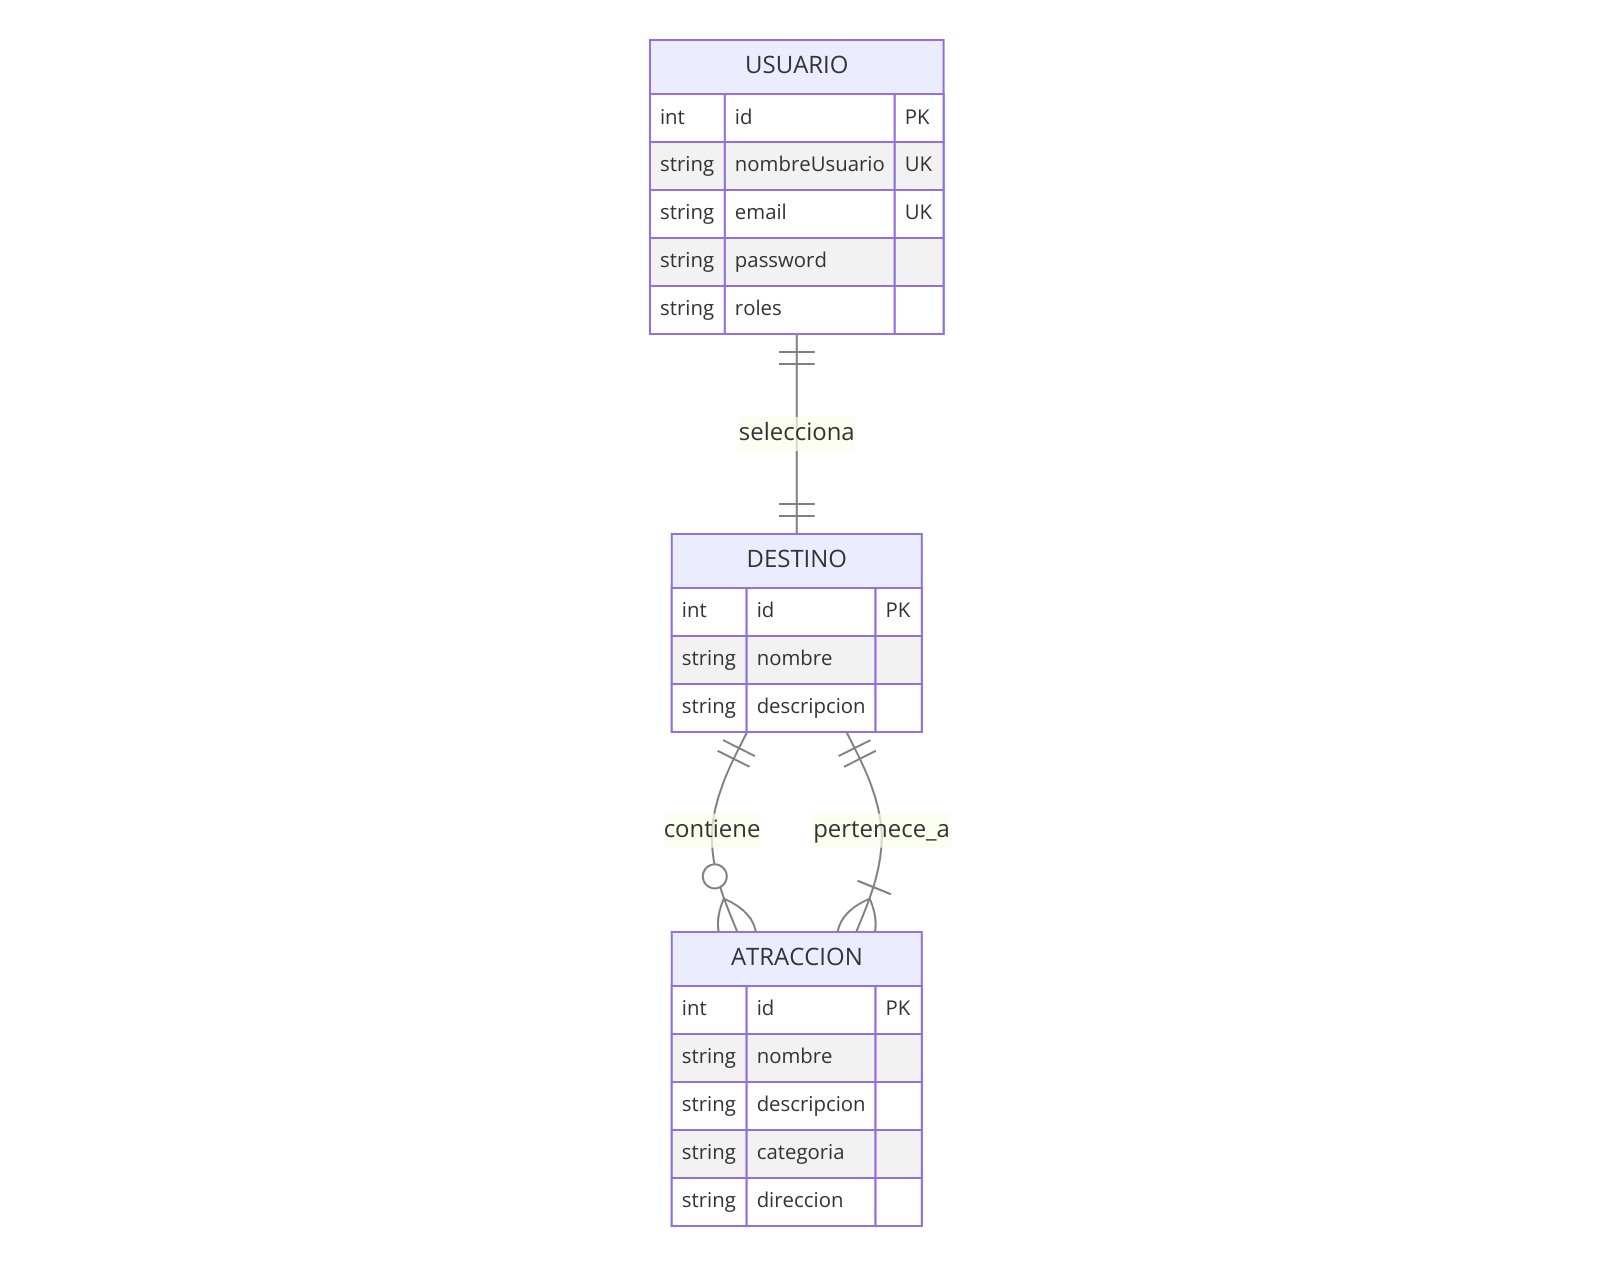 USUARIO
int id PK
string nombreUsuario UK
string email UK
string password
string roles
selecciona
DESTINO
int id PK
string nombre
string descripcion
contiene pertenece_a
ATRACCION
int id PK
string nombre
string descripcion
string categoria
string direccion